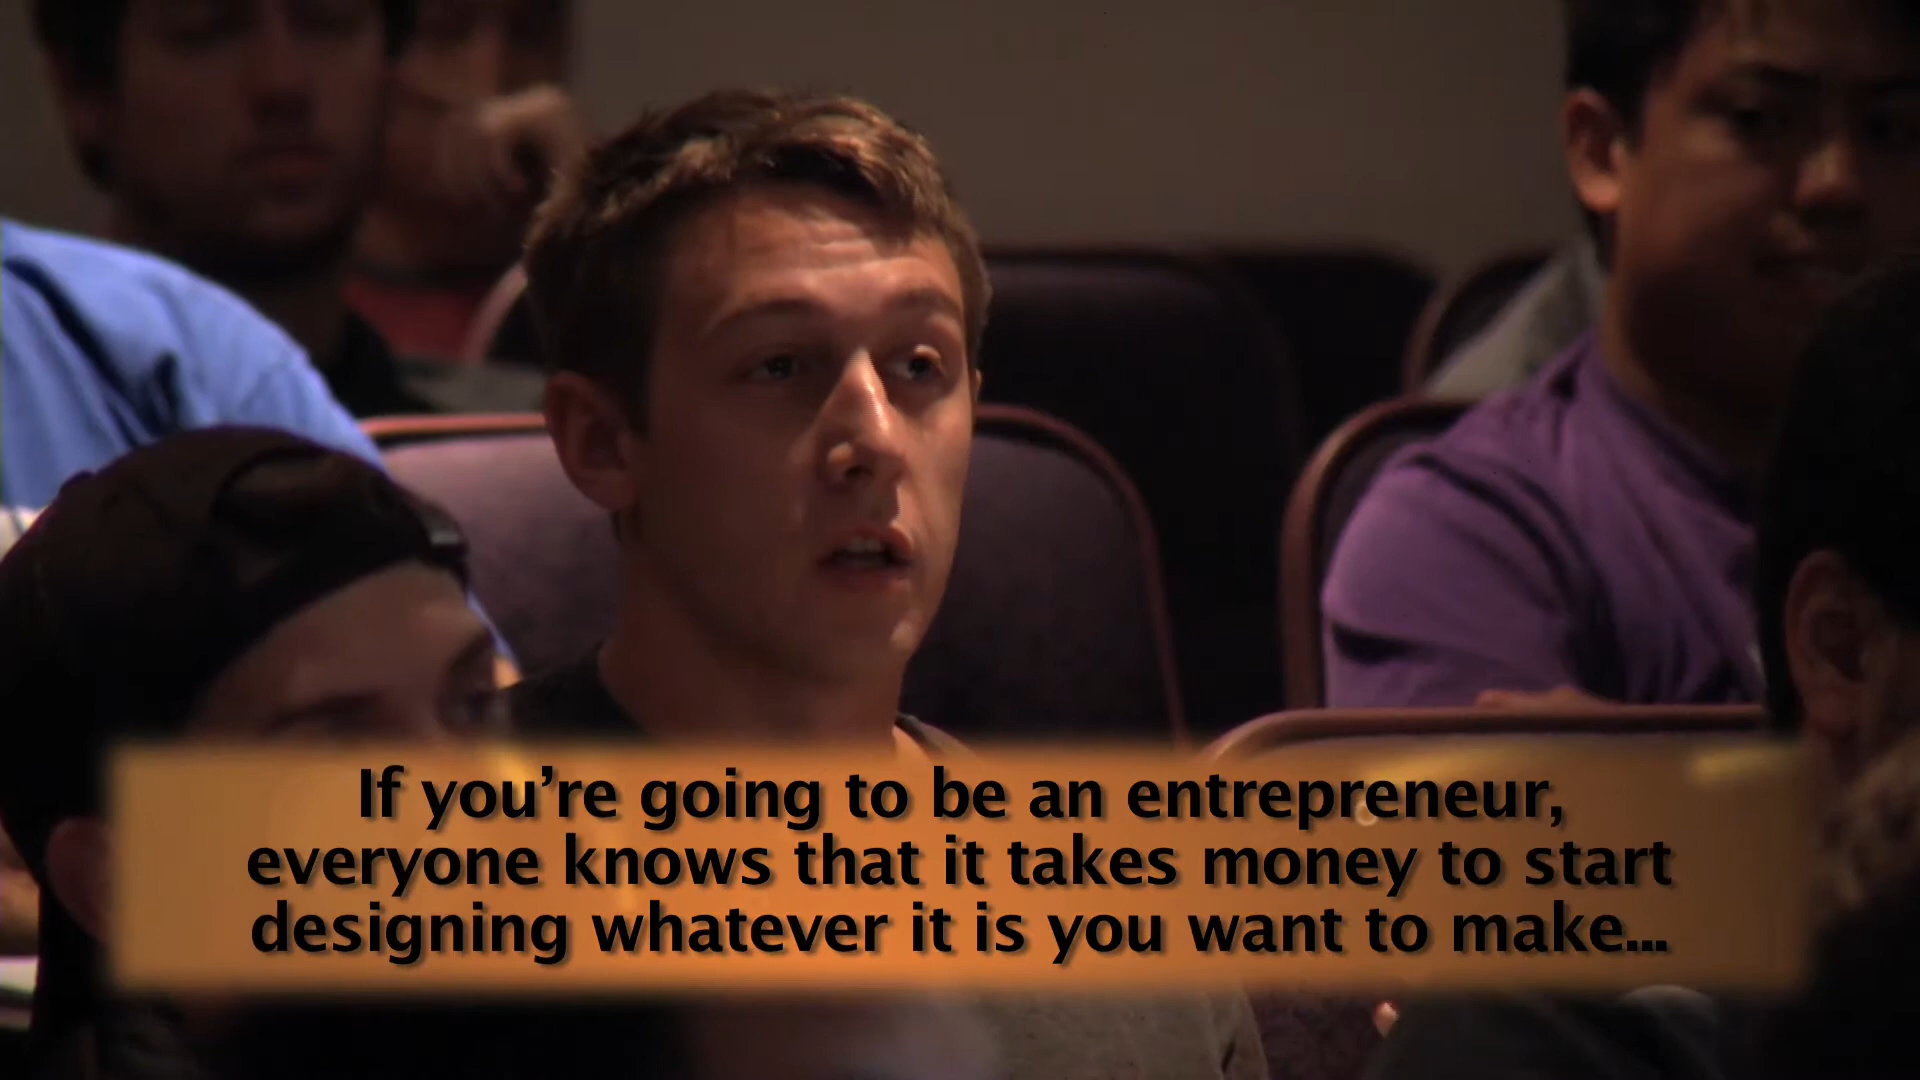 If you’re going to be an entrepreneur,
everyone knows that it takes money to start
designing whatever it is you want to make...